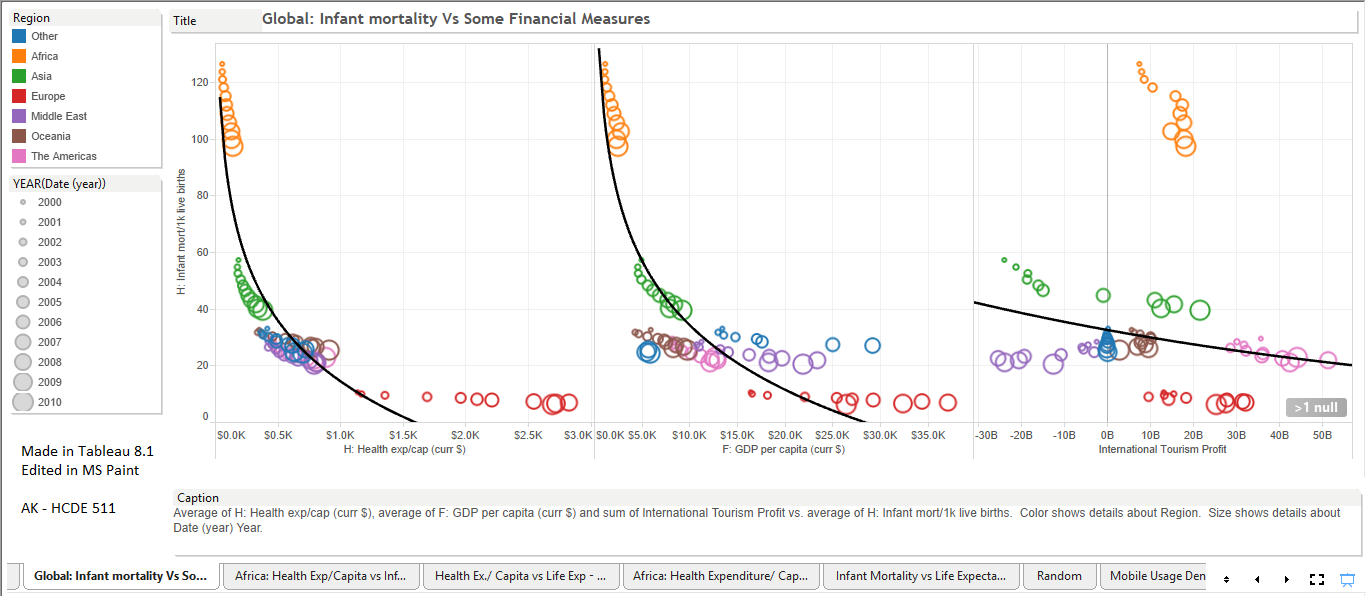 Region
Other
Africa
Asia
Europe
Middle East
Oceania
The Americas
YEAR(Date (year))
2000
2001
2002
2003
2004
2005
2006
2007
2008
2009
2010
Made in Tableau 8.1
Edited in MS Paint
AK - HCDE 511
Title
Global: Infant mortality Vs Some Financial Measures
H: Infant mort/1k live births
120
100
80
60
40
20
0
$0.0K $0.5K $1.0K $1.5K $2.0K $2.5K $3.0K
H: Health exp/cap (curr $)
$0.0K $5.0K $10.0K $15.0K $20.0K $25.0K $30.0K $35.0K
F: GDP per capita (curr $)
-30B -20B -10B 0B 10B 20B 30B 40B 50B
International Tourism Profit
>1 null
Caption
Average of H: Health exp/cap (curr $), average of F: GDP per capita (curr $) and sum of International Tourism Profit vs. average of H: Infant mort/1k live births. Color shows details about Region. Size shows details about
Date (year) Year.
Global: Infant mortality Vs So... Africa: Health Exp/Capita vs Inf... Health Ex./ Capita vs Life Exp - ... Africa: Health Expenditure/ Cap... Infant Mortality vs Life Expecta... Random Mobile Usage Den